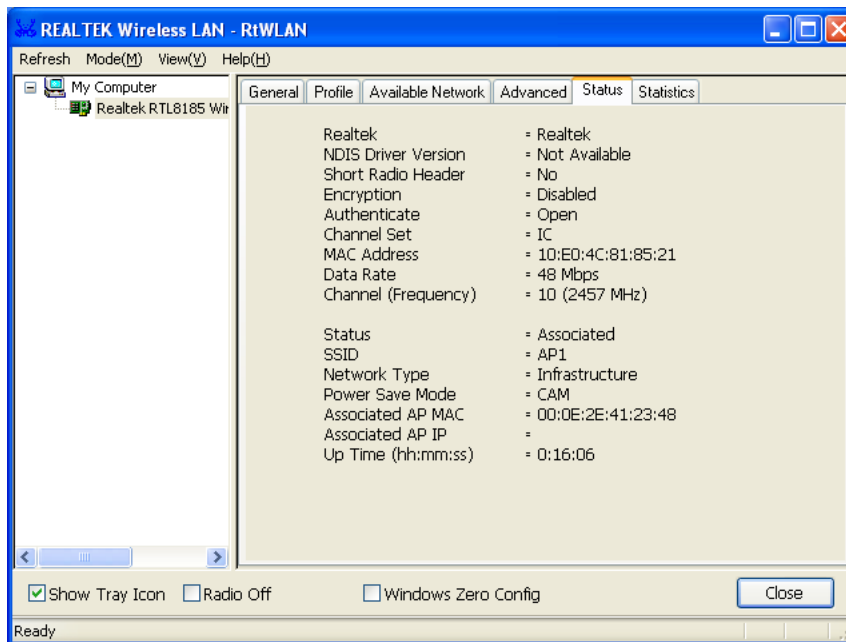 REALTEK Wireless LAN - RtWLAN
Refresh Mode(M) View(V) Help(H)
My Computer
Realtek RTL8185 Wir
General Profile Available Network Advanced Status Statistics
Realtek = Realtek
NDIS Driver Version = Not Available
Short Radio Header = No
Encryption = Disabled
Authenticate = Open
Channel Set = IC
MAC Address = 10:E0:4C:81:85:21
Data Rate = 48 Mbps
Channel (Frequency) = 10 (2457 MHz)
Status = Associated
SSID = AP1
Network Type = Infrastructure
Power Save Mode = CAM
Associated AP MAC = 00:0E:2E:41:23:48
Associated AP IP =
Up Time (hh:mm:ss) = 0:16:06
Show Tray Icon Radio Off Windows Zero Config Close
Ready